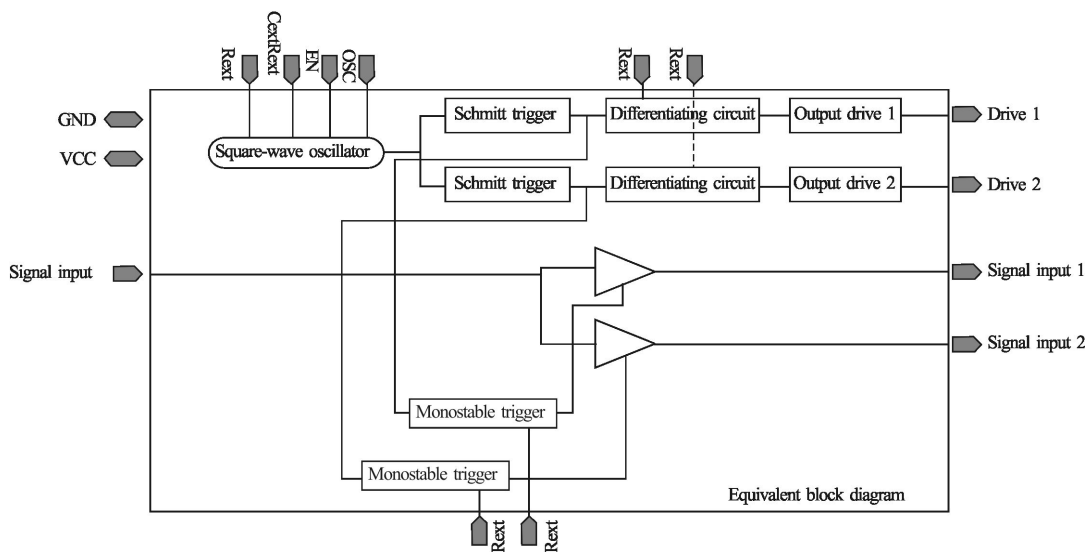 Rext
CextRext
EN
OSC
Rext
Rext
GND
VCC
Square-wave oscillator
Schmitt trigger
Differentiating circuit
Output drive 1
Drive 1
Schmitt trigger
Differentiating circuit
Output drive 2
Drive 2
Signal input
Signal input 1
Signal input 2
Monostable trigger
Monostable trigger
Equivalent block diagram
Rext
Rext